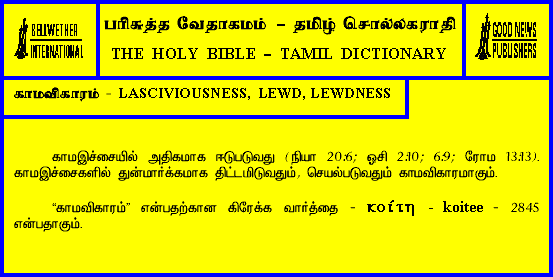 BELLWETHER
INTERNATIONAL
பரிசுத்த வேதாகமம் – தமிழ் சொல்லகராதி
THE HOLY BIBLE – TAMIL DICTIONARY
GOOD NEWS
PUBLISHERS
காமவிகாரம் - LASCIVIOUSNESS, LEWD, LEWDNESS
காமஇச்சையில் அதிகமாக ஈடுபடுவது (நியா 20:6; ஓசி 2:10; 6:9; ரோம 13:13).
காமஇச்சைகளில் துன்மார்க்கமாக திட்டமிடுவதும், செயல்படுவதும் காமவிகாரமாகும்.
“காமவிகாரம்” என்பதற்கான கிரேக்க வார்த்தை - κοίτη - koitee - 2845
என்பதாகும்.